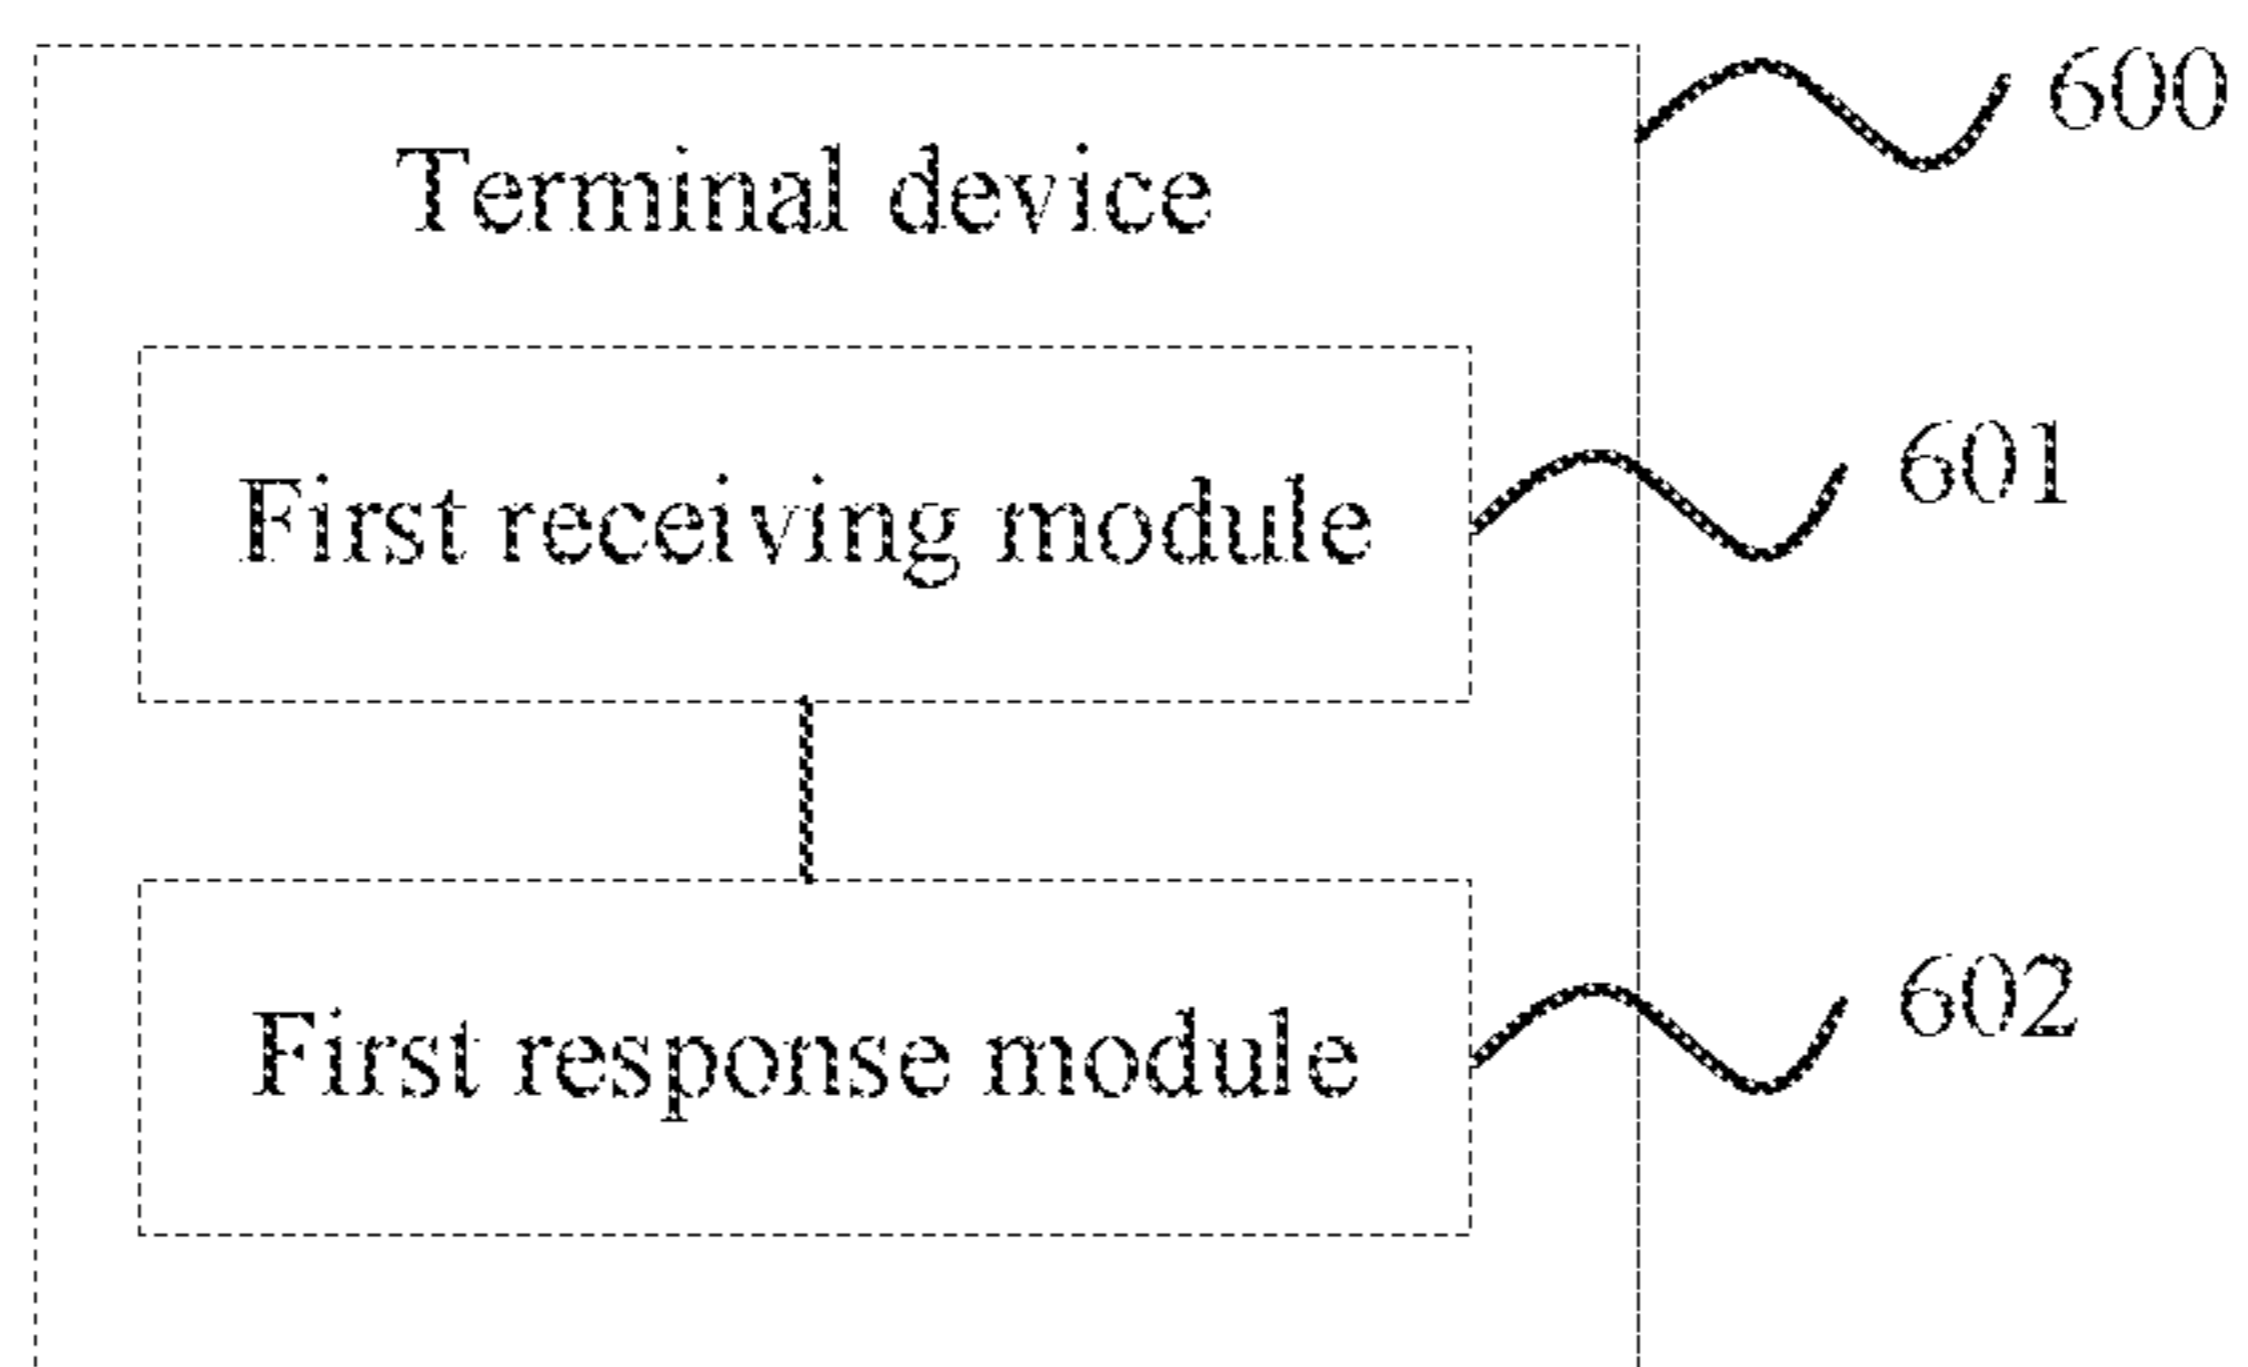 600
Terminal device
601
First receiving module
602
First response module